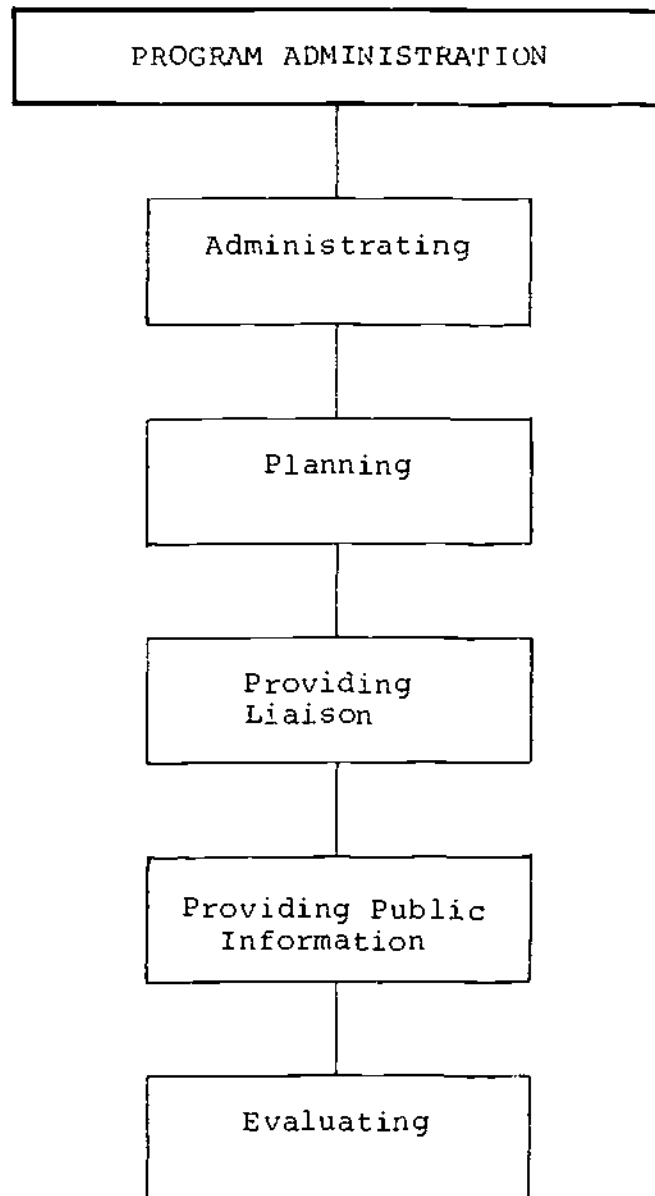 PROGRAM ADMINISTRATION
Administrating
Planning
Providing
Liaison
Providing Public
Information
Evaluating